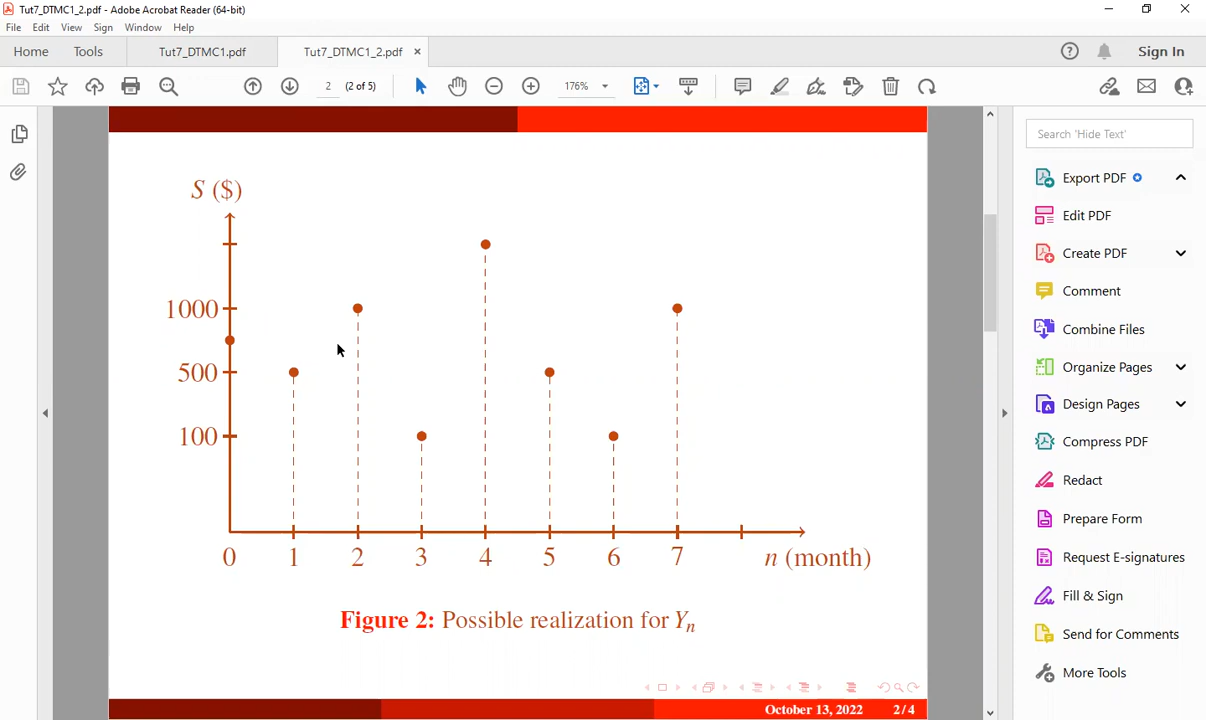 Tut7_DTMC1_2.pdf - Adobe Acrobat Reader (64-bit)
File Edit View Sign Window Help
Home Tools Tut7_DTMC1.pdf Tut7_DTMC1_2.pdf × Sign In
2 (2 of 5) 176%
Search 'Hide Text'
Export PDF
Edit PDF
Create PDF
Comment
Combine Files
Organize Pages
Design Pages
Compress PDF
Redact
Prepare Form
Request E-signatures
Fill & Sign
Send for Comments
More Tools
S ($)
1000
500
100
0 1 2 3 4 5 6 7 n (month)
Figure 2: Possible realization for Yn
October 13, 2022 2/4